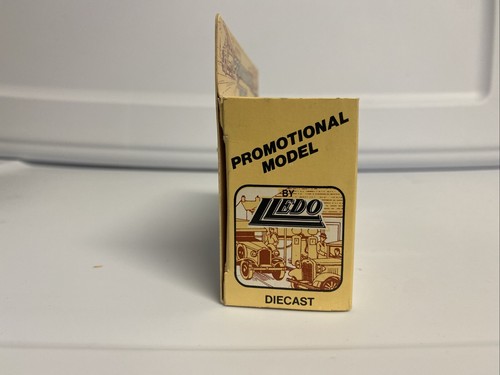 PROMOTIONAL
MODEL
BY
LLEDO
DIECAST